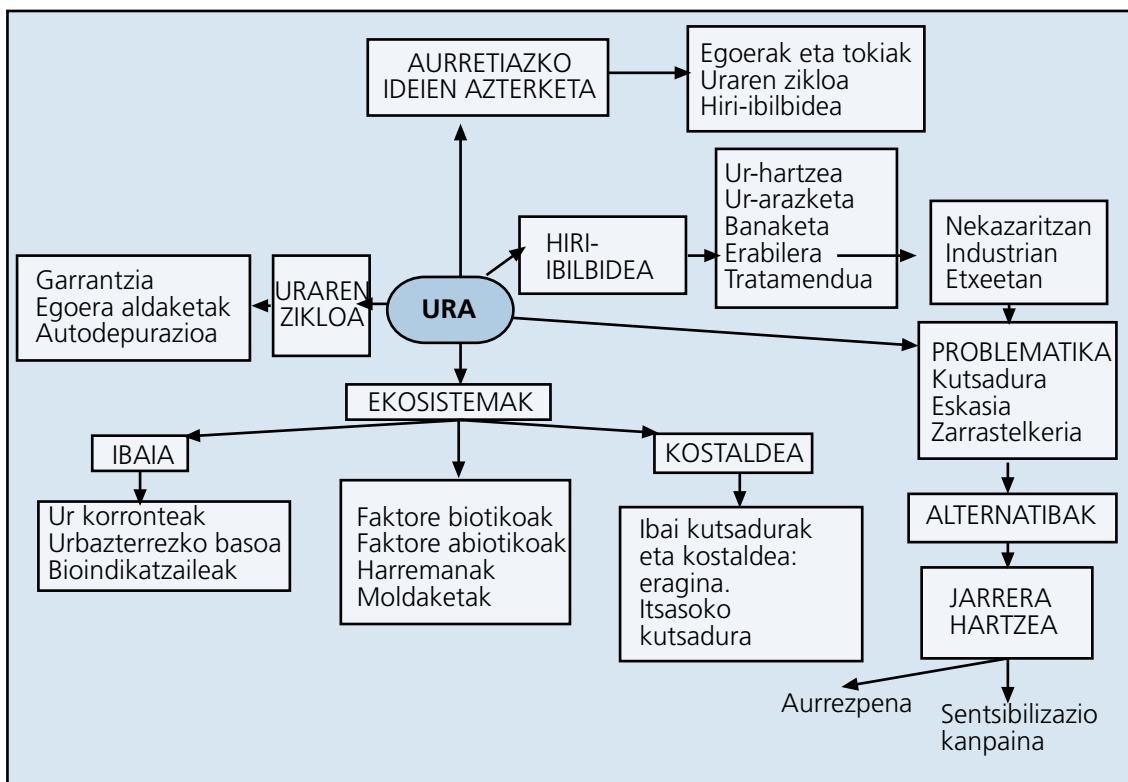 AURRETIAZKO
IDEIEN AZTERKETA
Egoerak eta tokiak
Uraren zikloa
Hiri-ibilbidea
HIRI-
IBILBIDEA
Ur-hartzea
Ur-arazketa
Banaketa
Erabilera
Tratamendua
Nekazaritzan
Industrian
Etxeetan
Garrantzia
Egoera aldaketak
Autodepurazioa
URAREN
ZIKLOA
URA
PROBLEMATIKA
Kutsadura
Eskasia
Zarrastelkeria
EKOSISTEMAK
IBAIA
KOSTALDEA
Ur korronteak
Urbazterrezko basoa
Bioindikatzaileak
Faktore biotikoak
Faktore abiotikoak
Harremanak
Moldaketak
Ibai kutsadurak
eta kostaldea:
eragina.
Itsasoko
kutsadura
ALTERNATIBAK
JARRERA
HARTZEA
Aurrezpena
Sentsibilizazio
kanpaina